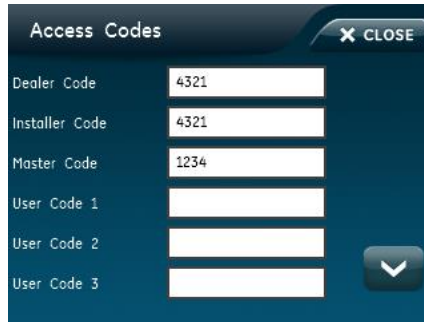 Access Codes
CLOSE
Dealer Code 4321
Installer Code 4321
Master Code 1234
User Code 1
User Code 2
User Code 3